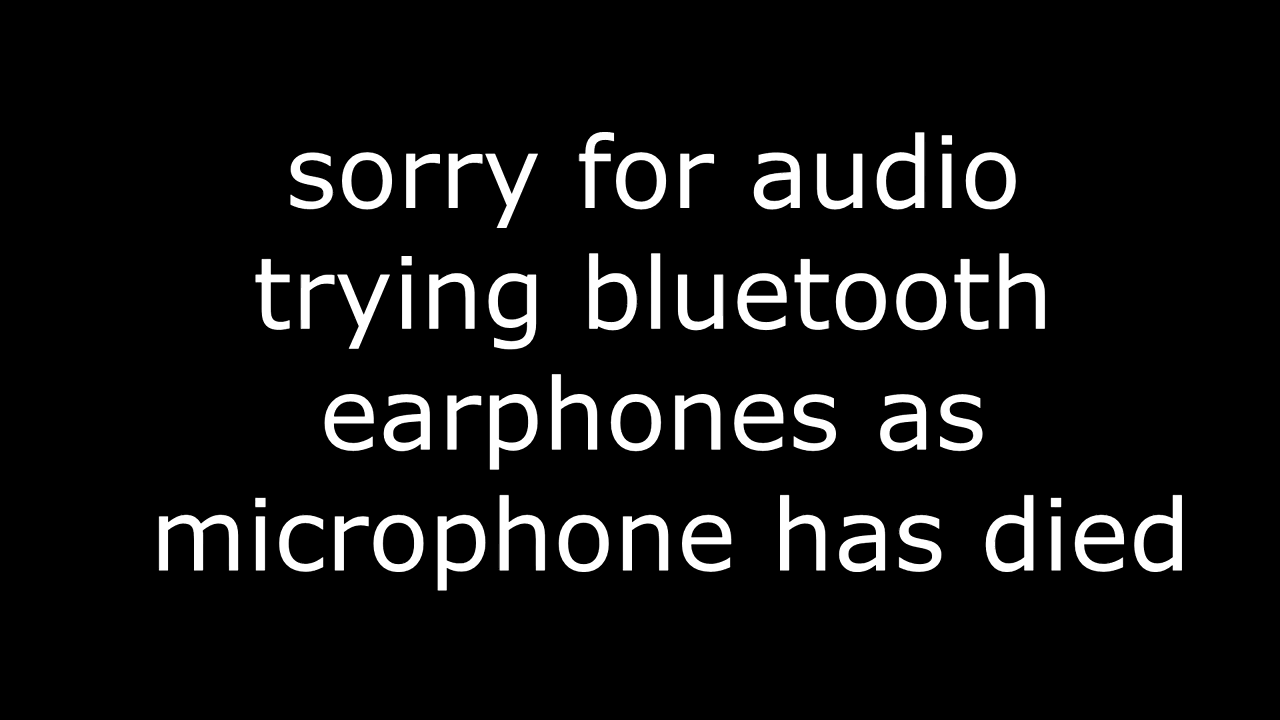 sorry for audio
trying bluetooth
earphones as
microphone has died